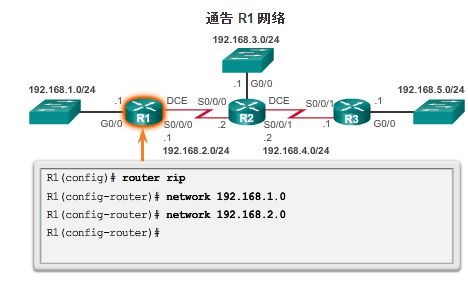 通告 R1 网络
192.168.3.0/24
.1
G0/0
192.168.1.0/24
192.168.5.0/24
.1
DCE
S0/0/0
DCE
S0/0/1
.1
R1
R2
R3
G0/0
S0/0/0
.2
S0/0/1
.1
G0/0
.1
.2
192.168.2.0/24
192.168.4.0/24
R1(config)# router rip
R1(config-router)# network 192.168.1.0
R1(config-router)# network 192.168.2.0
R1(config-router)#